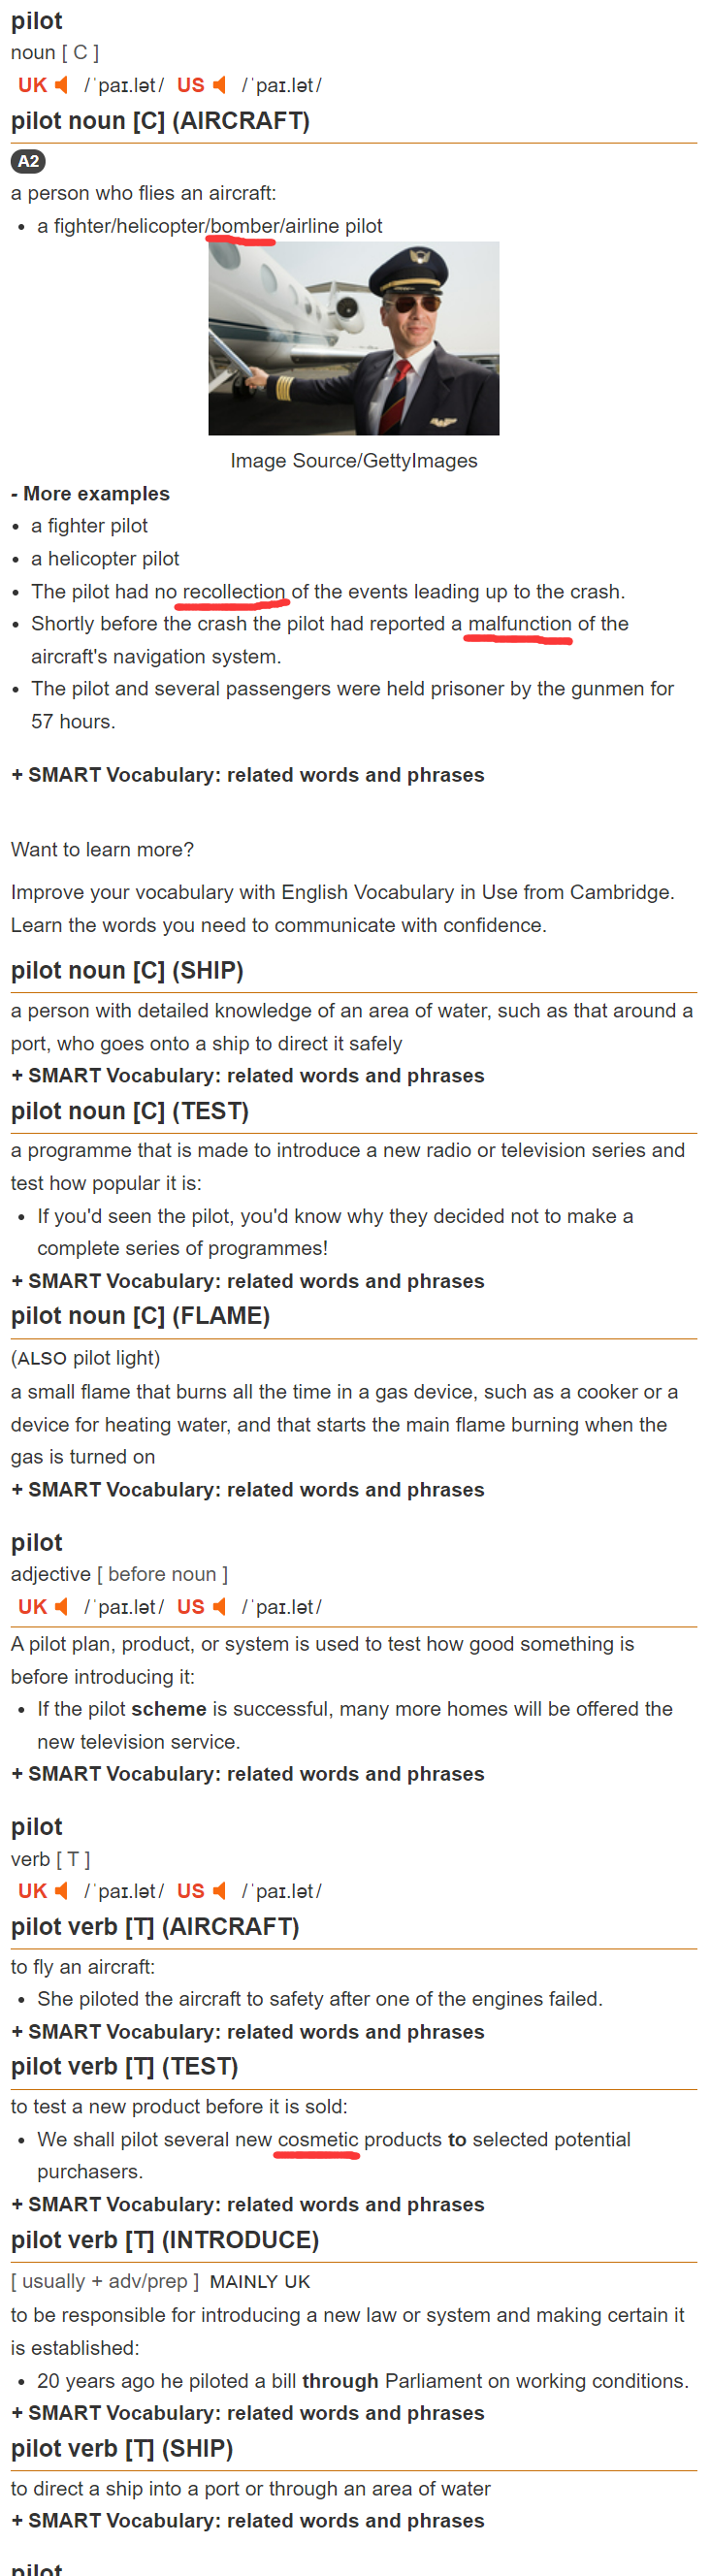 pilot
noun [ C ]
UK /ˈpaɪ.lət/ US /ˈpaɪ.lət/
pilot noun [C] (AIRCRAFT)
A2
a person who flies an aircraft:
• a fighter/helicopter/bomber/airline pilot
Image Source/GettyImages
- More examples
• a fighter pilot
• a helicopter pilot
• The pilot had no recollection of the events leading up to the crash.
• Shortly before the crash the pilot had reported a malfunction of the
aircraft's navigation system.
• The pilot and several passengers were held prisoner by the gunmen for
57 hours.
+ SMART Vocabulary: related words and phrases
Want to learn more?
Improve your vocabulary with English Vocabulary in Use from Cambridge.
Learn the words you need to communicate with confidence.
pilot noun [C] (SHIP)
a person with detailed knowledge of an area of water, such as that around a
port, who goes onto a ship to direct it safely
+ SMART Vocabulary: related words and phrases
pilot noun [C] (TEST)
a programme that is made to introduce a new radio or television series and
test how popular it is:
• If you'd seen the pilot, you'd know why they decided not to make a
complete series of programmes!
+ SMART Vocabulary: related words and phrases
pilot noun [C] (FLAME)
(ALSO pilot light)
a small flame that burns all the time in a gas device, such as a cooker or a
device for heating water, and that starts the main flame burning when the
gas is turned on
+ SMART Vocabulary: related words and phrases
pilot
adjective [ before noun ]
UK /ˈpaɪ.lət/ US /ˈpaɪ.lət/
A pilot plan, product, or system is used to test how good something is
before introducing it:
• If the pilot scheme is successful, many more homes will be offered the
new television service.
+ SMART Vocabulary: related words and phrases
pilot
verb [ T ]
UK /ˈpaɪ.lət/ US /ˈpaɪ.lət/
pilot verb [T] (AIRCRAFT)
to fly an aircraft:
• She piloted the aircraft to safety after one of the engines failed.
+ SMART Vocabulary: related words and phrases
pilot verb [T] (TEST)
to test a new product before it is sold:
• We shall pilot several new cosmetic products to selected potential
purchasers.
+ SMART Vocabulary: related words and phrases
pilot verb [T] (INTRODUCE)
[ usually + adv/prep ] MAINLY UK
to be responsible for introducing a new law or system and making certain it
is established:
• 20 years ago he piloted a bill through Parliament on working conditions.
+ SMART Vocabulary: related words and phrases
pilot verb [T] (SHIP)
to direct a ship into a port or through an area of water
+ SMART Vocabulary: related words and phrases
pilot